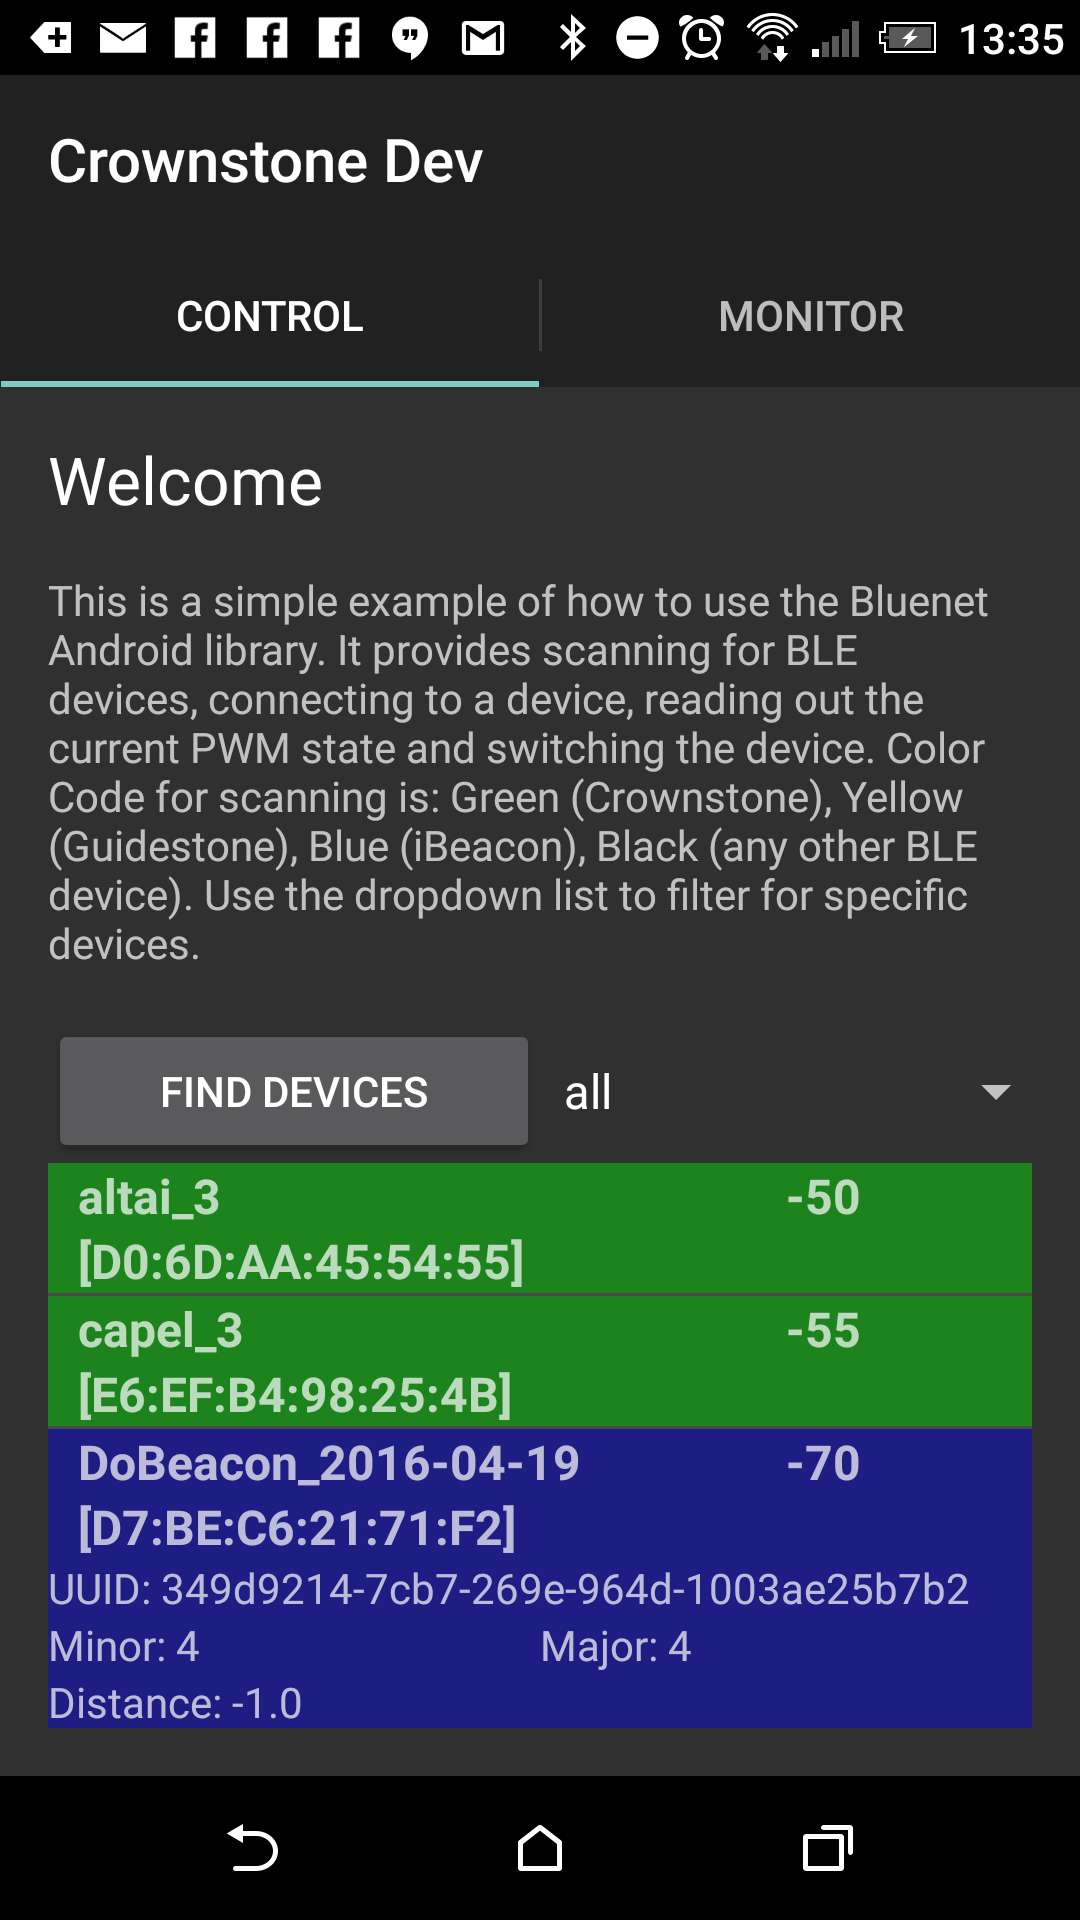 13:35
Crownstone Dev
CONTROL MONITOR
Welcome
This is a simple example of how to use the Bluenet
Android library. It provides scanning for BLE
devices, connecting to a device, reading out the
current PWM state and switching the device. Color
Code for scanning is: Green (Crownstone), Yellow
(Guidestone), Blue (iBeacon), Black (any other BLE
device). Use the dropdown list to filter for specific
devices.
FIND DEVICES all
altai_3 -50
[D0:6D:AA:45:54:55]
capel_3 -55
[E6:EF:B4:98:25:4B]
DoBeacon_2016-04-19 -70
[D7:BE:C6:21:71:F2]
UUID: 349d9214-7cb7-269e-964d-1003ae25b7b2
Minor: 4 Major: 4
Distance: -1.0